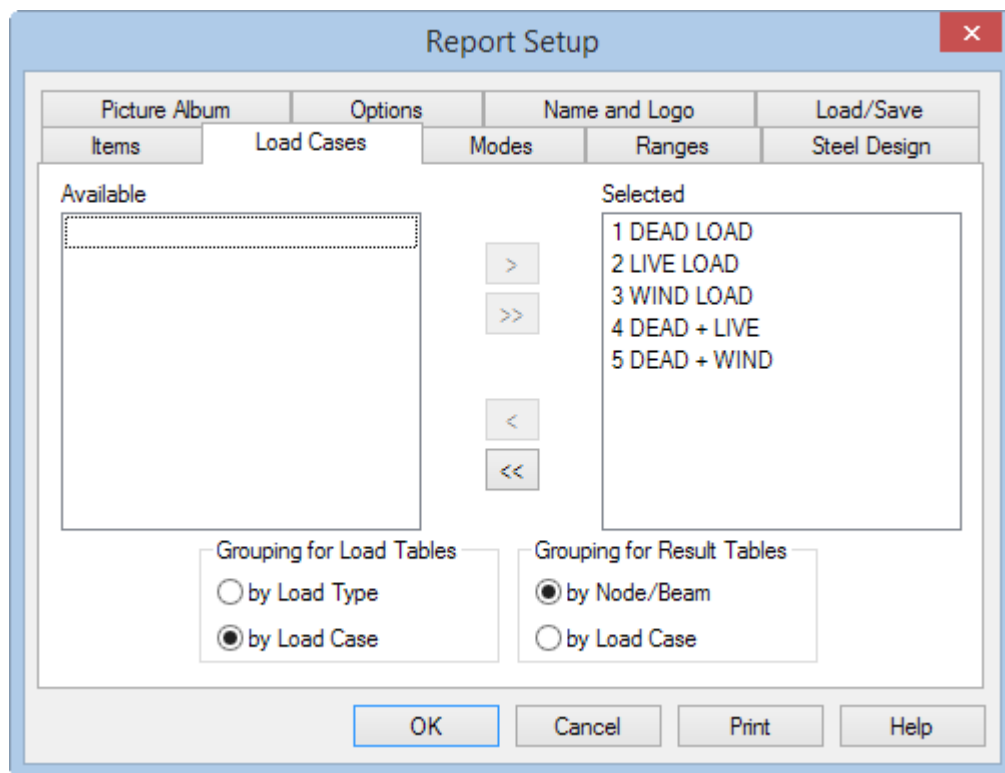 Report Setup
Picture Album Options Name and Logo Load/Save
Items Load Cases Modes Ranges Steel Design
Available Selected
1 DEAD LOAD
2 LIVE LOAD
3 WIND LOAD
4 DEAD + LIVE
5 DEAD + WIND
>
>>
<
<<
Grouping for Load Tables
by Load Type
by Load Case
Grouping for Result Tables
by Node/Beam
by Load Case
OK Cancel Print Help